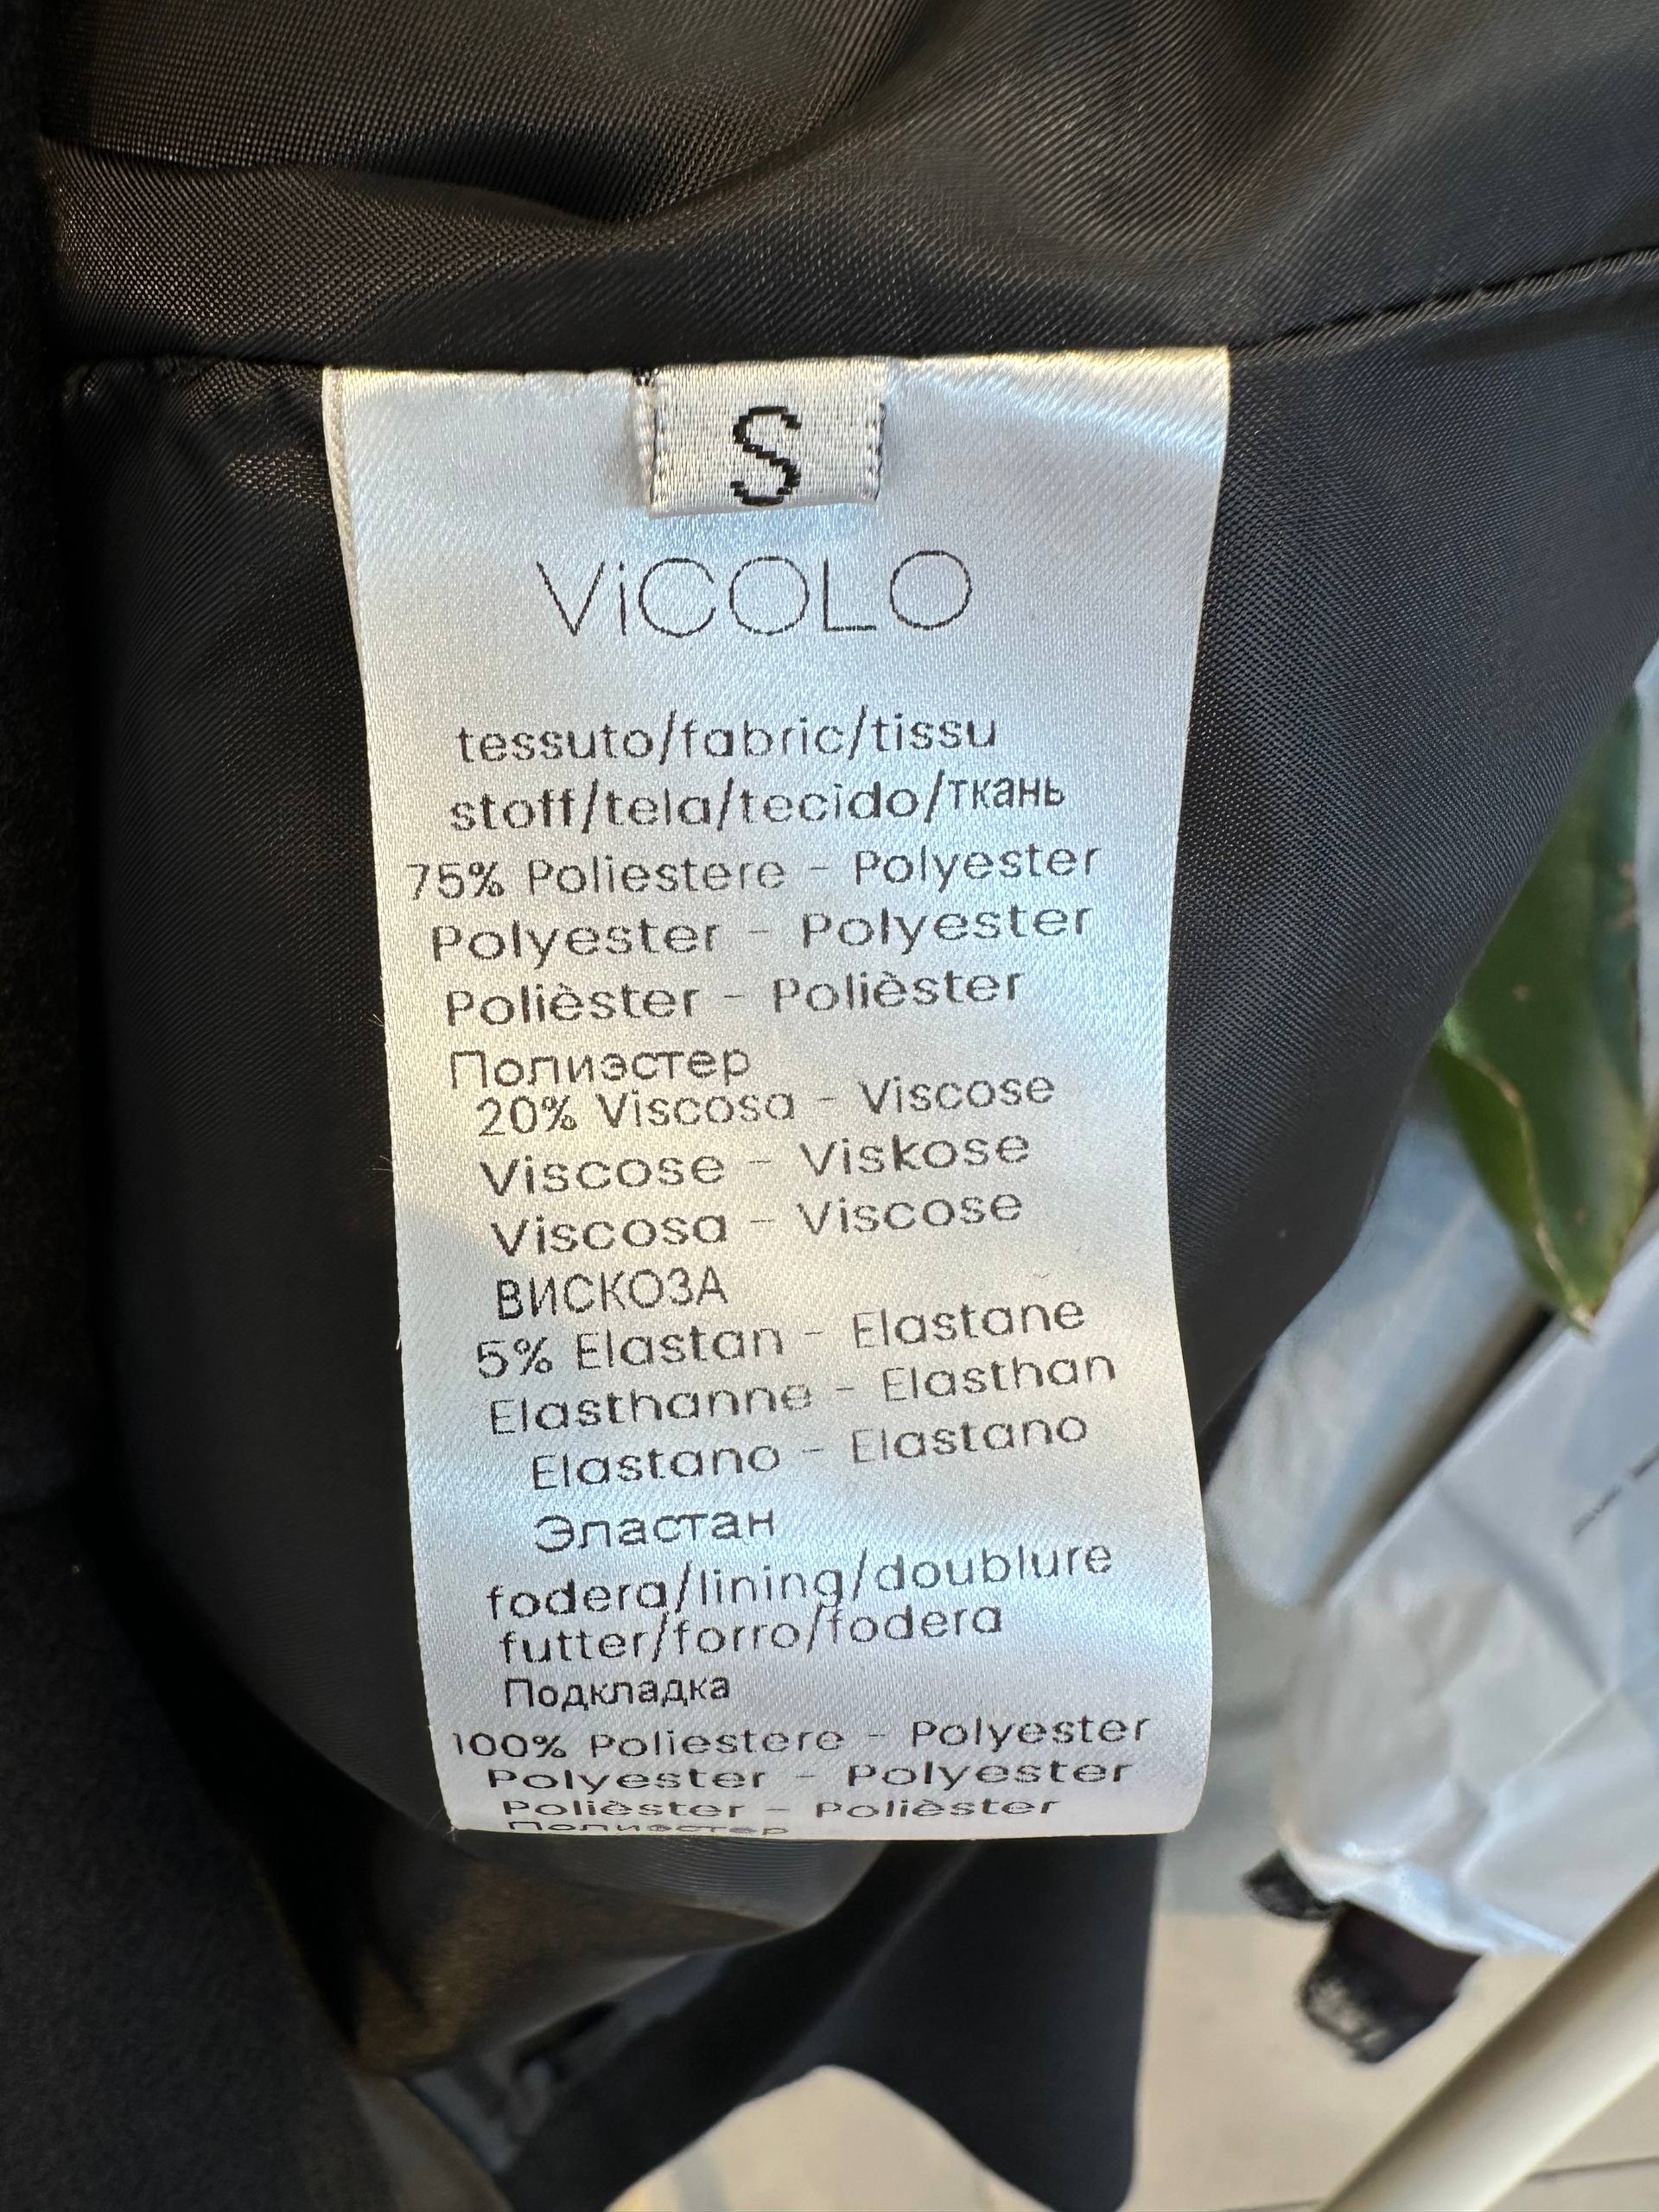 S
ViCOLO
tessuto/fabric/tissu
stoff/tela/tecido/ткань
75% Poliestere - Polyester
Polyester - Polyester
Polièster - Polièster
Полиэстер
20% Viscosa - Viscose
Viscose - Viskose
Viscosa - Viscose
ВИСКОЗА
5% Elastan - Elastane
Elasthanne - Elasthan
Elastano - Elastano
Эластан
fodera/lining/doublure
futter/forro/fodera
Подкладка
100% Poliestere - Polyester
Polyester - Polyester
Polièster - Polièster
Полиэстер